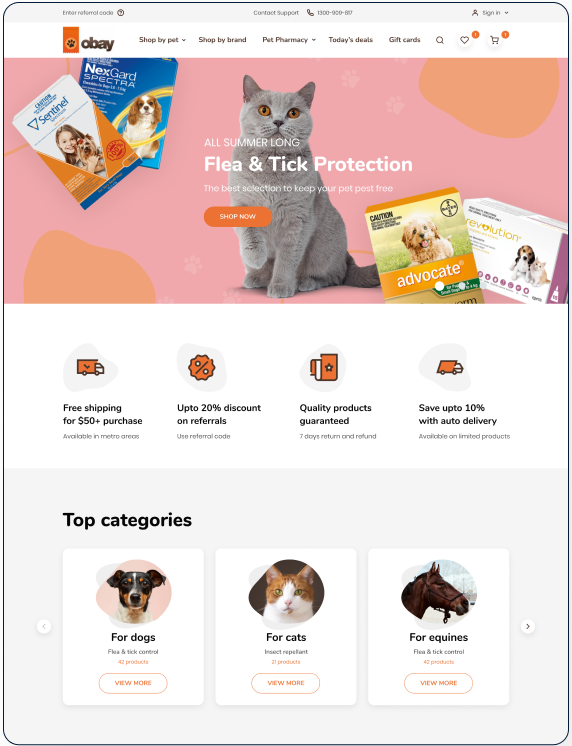 Enter referral code
Contact Support
1300-809-817
Sign in
obay
Shop by pet
Shop by brand
Pet Pharmacy
Today's deals
Gift cards
1
1
NexGard
SPECTRA
CAUTION
Sentinel
ALL SUMMER LONG
Flea & Tick Protection
The best selection to keep your pet pest free
SHOP NOW
CAUTION
BAYER
advocate
revolution
Free shipping
for $50+ purchase
Available in metro areas
Upto 20% discount
on referrals
Use referral code
Quality products
guaranteed
7 days return and refund
Save upto 10%
with auto delivery
Available on limited products
Top categories
For dogs
Flea & tick control
42 products
VIEW MORE
For cats
Insect repellant
21 products
VIEW MORE
For equines
Flea & tick control
42 products
VIEW MORE